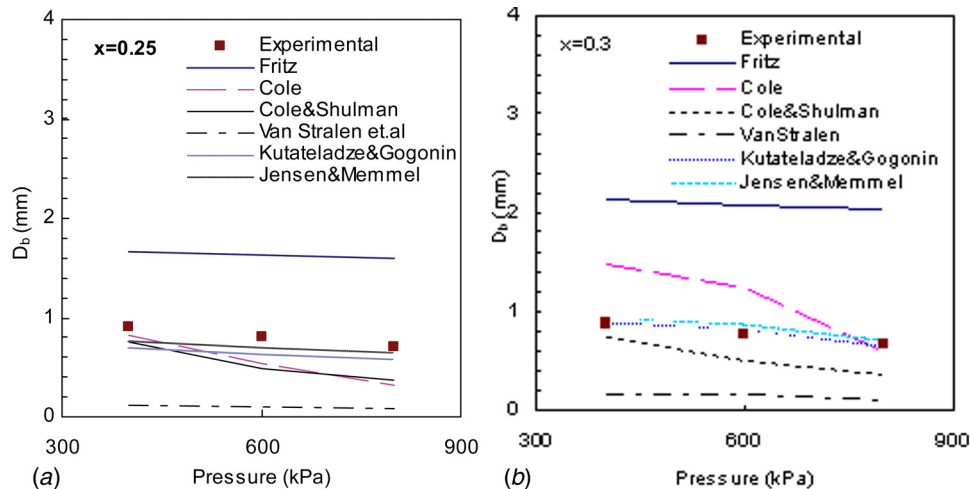 4
3
2
1
0
D_b (mm)
x=0.25
Experimental
Fritz
Cole
Cole&Shulman
Van Stralen et.al
Kutateladze&Gogonin
Jensen&Memmel
300 600 900
(a) Pressure (kPa)
4
3
2
1
0
D_b (mm)
x=0.3
Experimental
Fritz
Cole
Cole&Shulman
VanStralen
Kutateladze&Gogonin
Jensen&Memmel
300 600 900
(b) Pressure (kPa)